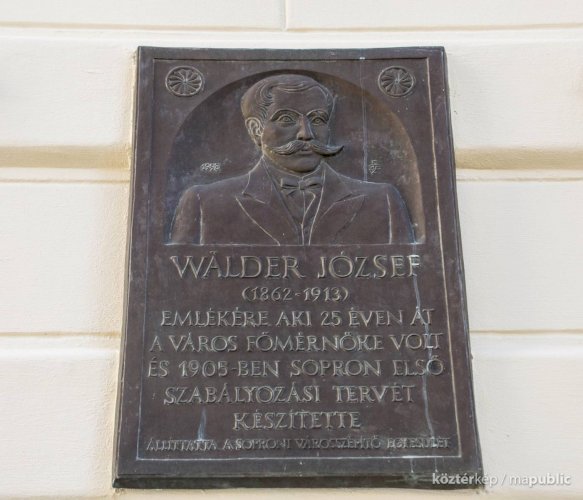 WÄLDER JÓZSEF
(1862-1913)
EMLÉKÉRE AKI 25 ÉVEN ÁT
A VÁROS FŐMÉRNÖKE VOLT
ÉS 1905-BEN SOPRON ELSŐ
SZABÁLYOZÁSI TERVÉT
KÉSZÍTETTE
ÁLLÍTTATTA A SOPRONI VÁROSSZÉPÍTŐ EGYESÜLET
köztérkép / mapublic